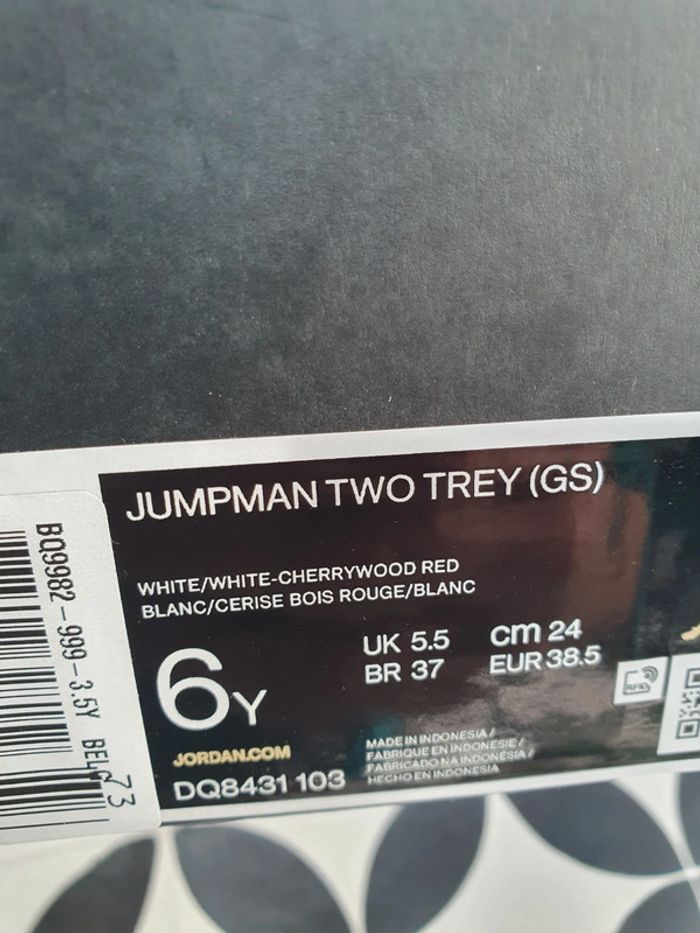 JUMPMAN TWO TREY (GS)
WHITE/WHITE-CHERRYWOOD RED
BLANC/CERISE BOIS ROUGE/BLANC
6Y
UK 5.5 cm 24
BR 37 EUR 38.5
RFID
JORDAN.COM
DQ8431 103
MADE IN INDONESIA/
FABRIQUE EN INDONESIE/
FABRICADO NA INDONÉSIA/
HECHO EN INDONESIA
BQ9982-999-3.5Y
73